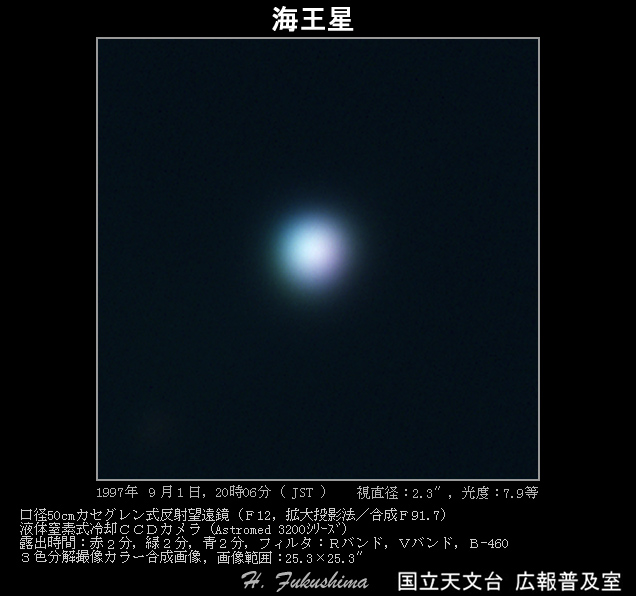 海王星
1997年 9月1日, 20時06分 ( JST )　視直径：2.3″, 光度：7.9等
口径50cmカセグレン式反射望遠鏡 (F12, 拡大投影法／合成F91.7)
液体窒素式冷却CCDカメラ (Astromed 3200ｼﾘｰｽﾞ)
露出時間：赤2分, 緑2分, 青2分, フィルタ：Rバンド, Vバンド, B-460
3色分解撮像カラー合成画像, 画像範囲：25.3×25.3″
H. Fukushima 国立天文台 広報普及室